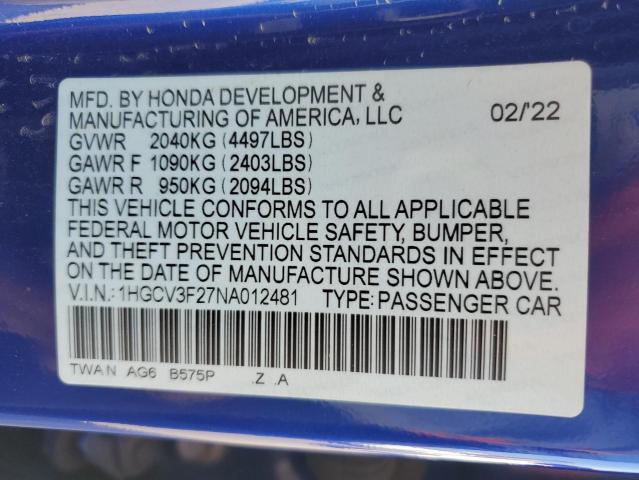 MFD. BY HONDA DEVELOPMENT &
MANUFACTURING OF AMERICA, LLC 02/'22
GVWR 2040KG (4497LBS)
GAWR F 1090KG (2403LBS)
GAWR R 950KG (2094LBS)
THIS VEHICLE CONFORMS TO ALL APPLICABLE
FEDERAL MOTOR VEHICLE SAFETY, BUMPER,
AND THEFT PREVENTION STANDARDS IN EFFECT
ON THE DATE OF MANUFACTURE SHOWN ABOVE.
V.I.N.: 1HGCV3F27NA012481 TYPE: PASSENGER CAR
TWA N AG6 B575P .Z .A